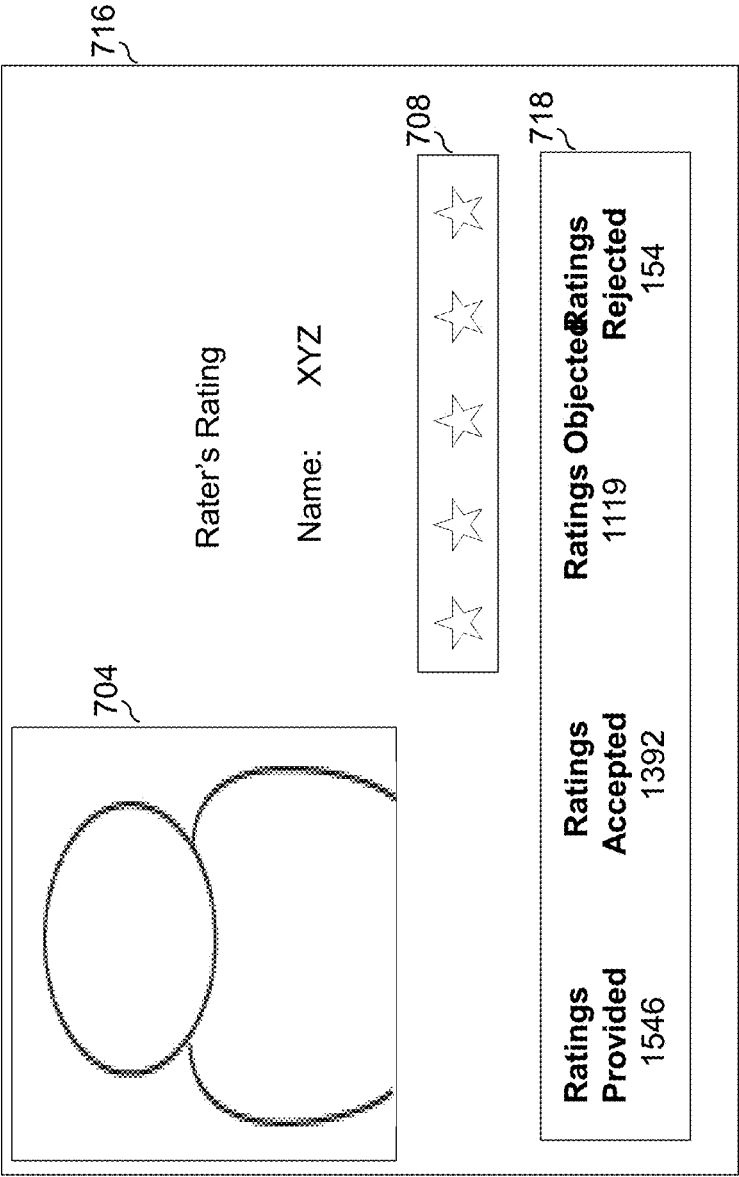 716
704
Rater's Rating
Name: XYZ
708
718
Ratings
Provided
1546
Ratings
Accepted
1392
Ratings Objected
1119
Ratings
Rejected
154